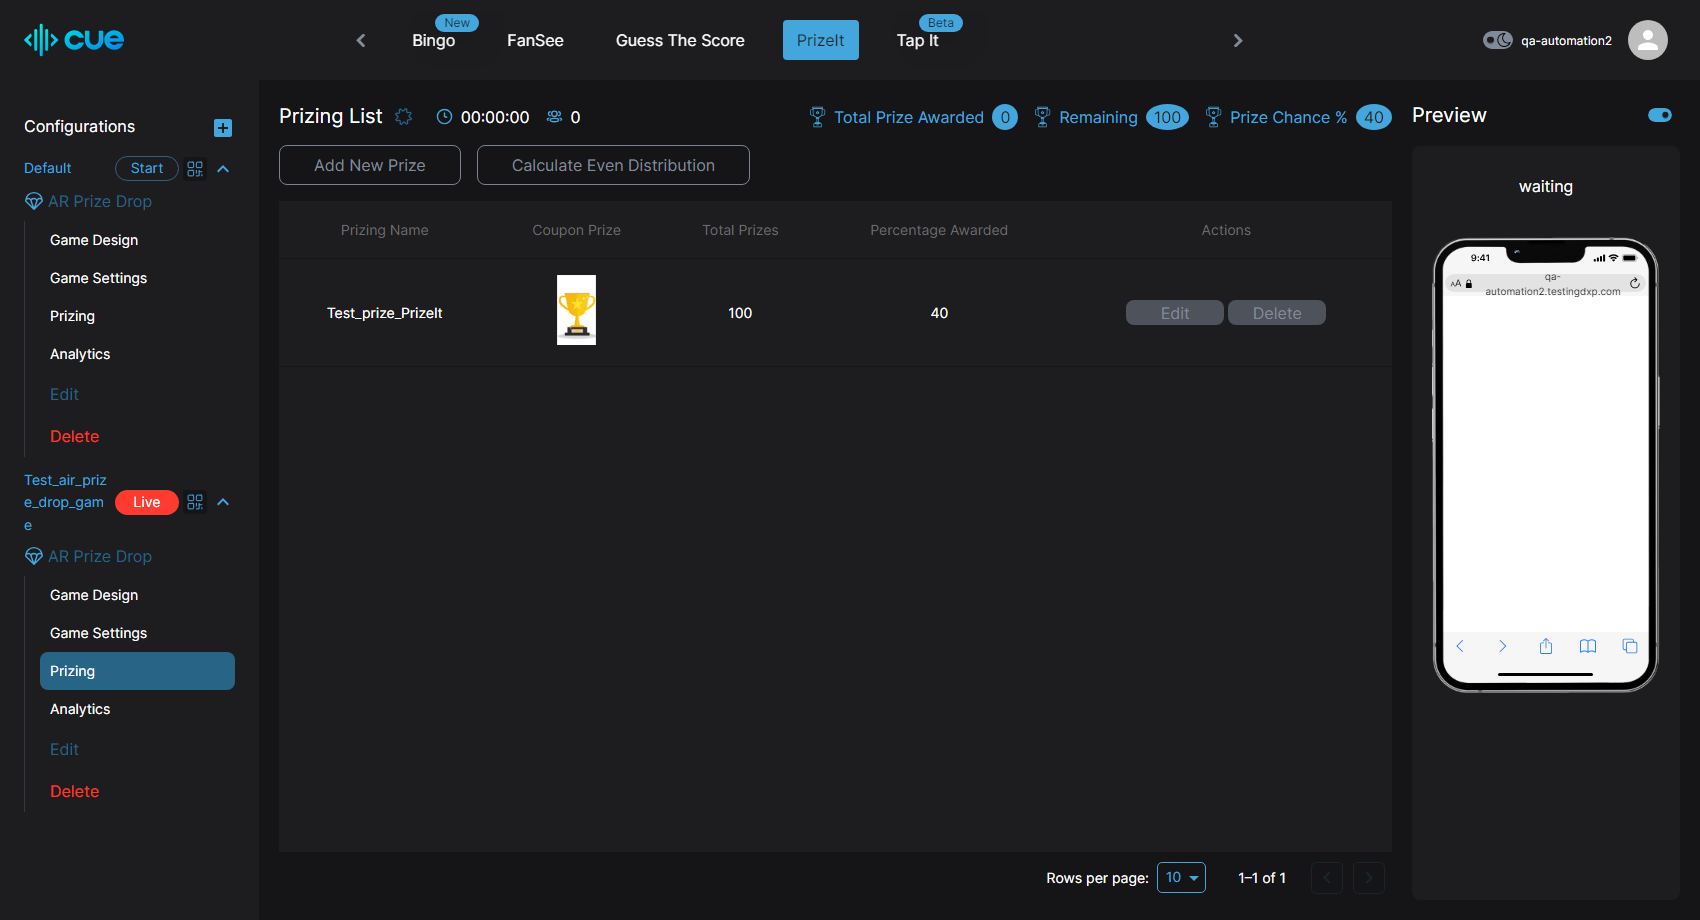 cue
New
Bingo
FanSee
Guess The Score
PrizeIt
Beta
Tap It
qa-automation2
Configurations
Default
Start
AR Prize Drop
Game Design
Game Settings
Prizing
Analytics
Edit
Delete
Test_air_priz
e_drop_gam
e
Live
AR Prize Drop
Game Design
Game Settings
Prizing
Analytics
Edit
Delete
Prizing List
00:00:00
0
Total Prize Awarded 0
Remaining 100
Prize Chance % 40
Add New Prize
Calculate Even Distribution
Prizing Name
Coupon Prize
Total Prizes
Percentage Awarded
Actions
Test_prize_PrizeIt
100
40
Edit
Delete
Rows per page: 10
1–1 of 1
Preview
waiting
9:41
AA
qa-
automation2.testingdxp.com